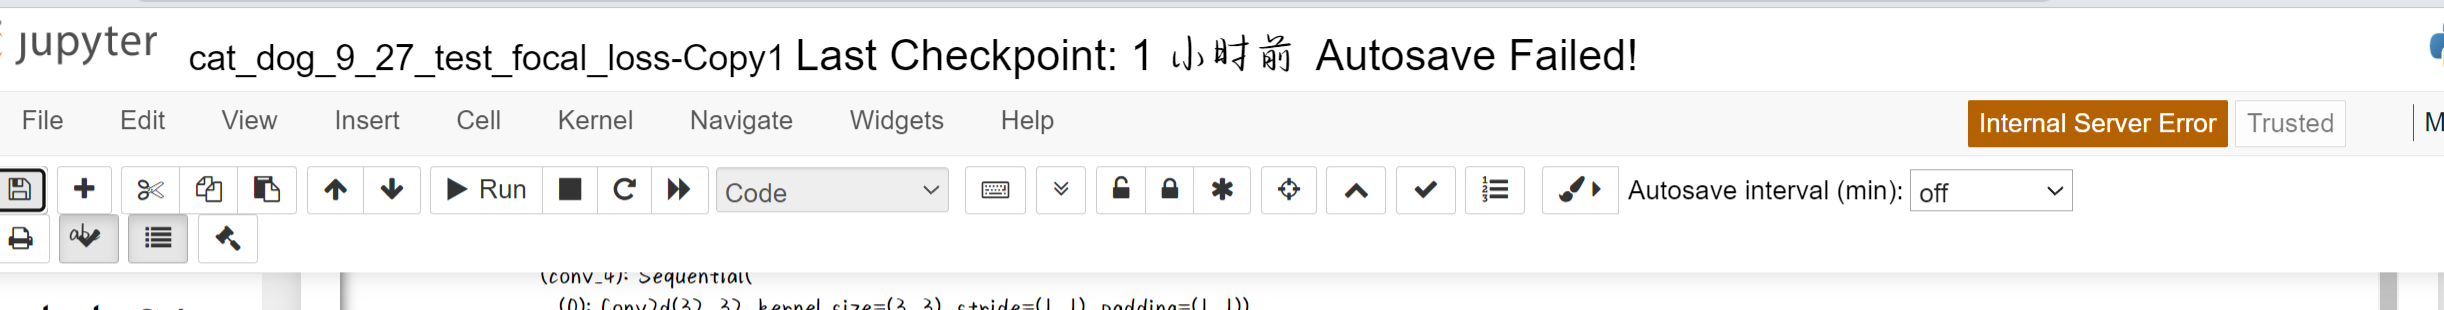 jupyter cat_dog_9_27_test_focal_loss-Copy1 Last Checkpoint: 1 小时前 Autosave Failed!
File Edit View Insert Cell Kernel Navigate Widgets Help Internal Server Error Trusted
Run Code Autosave interval (min): off
(conv_4): Sequential(
(0): Conv2d(32, 32, kernel_size=(3, 3), stride=(1, 1), padding=(1, 1))